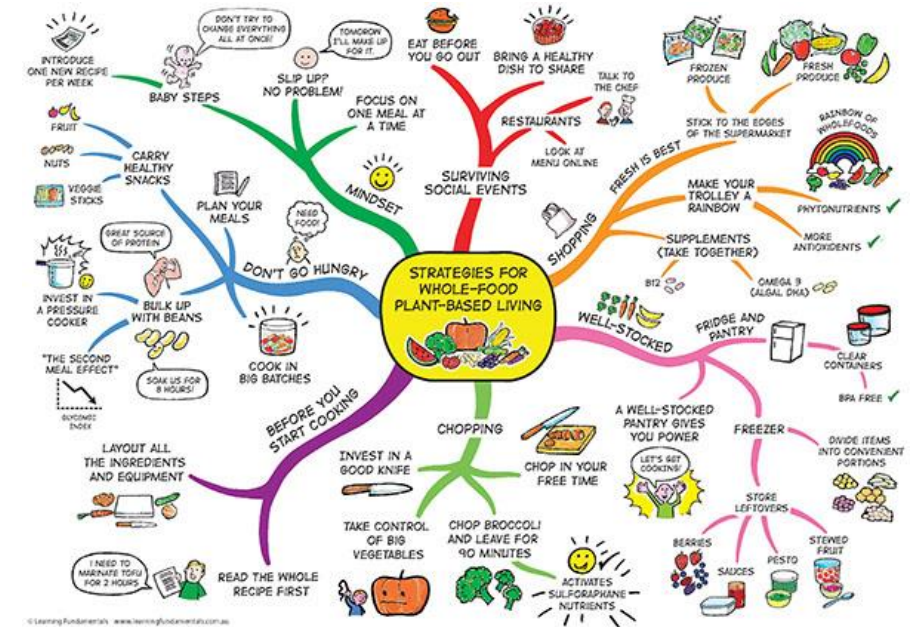 STRATEGIES FOR
WHOLE-FOOD
PLANT-BASED LIVING
MINDSET
BABY STEPS
DON'T TRY TO
CHANGE EVERYTHING
ALL AT ONCE!
INTRODUCE
ONE NEW RECIPE
PER WEEK
SLIP UP?
NO PROBLEM!
TOMOROW
I'LL MAKE UP
FOR IT.
FOCUS ON
ONE MEAL AT
A TIME
SURVIVING
SOCIAL EVENTS
EAT BEFORE
YOU GO OUT
BRING A HEALTHY
DISH TO SHARE
RESTAURANTS
TALK TO
THE CHEF
LOOK AT
MENU ONLINE
SHOPPING
FRESH IS BEST
STICK TO THE EDGES
OF THE SUPERMARKET
FROZEN
PRODUCE
FRESH
PRODUCE
MAKE YOUR
TROLLEY A
RAINBOW
RAINBOW OF
WHOLEFOODS
PHYTONUTRIENTS
MORE
ANTIOXIDENTS
SUPPLEMENTS
(TAKE TOGETHER)
B12
OMEGA 3
(ALGAL DHA)
WELL-STOCKED
FRIDGE AND
PANTRY
CLEAR
CONTAINERS
BPA FREE
A WELL-STOCKED
PANTRY GIVES
YOU POWER
LET'S GET
COOKING!
FREEZER
DIVIDE ITEMS
INTO CONVENIENT
PORTIONS
STORE
LEFTOVERS
BERRIES
SAUCES
PESTO
STEWED
FRUIT
CHOPPING
INVEST IN A
GOOD KNIFE
CHOP IN YOUR
FREE TIME
TAKE CONTROL
OF BIG
VEGETABLES
CHOP BROCCOLI
AND LEAVE FOR
90 MINUTES
ACTIVATES
SULFORAPHANE
NUTRIENTS
BEFORE YOU
START COOKING
LAYOUT ALL
THE INGREDIENTS
AND EQUIPMENT
READ THE WHOLE
RECIPE FIRST
I NEED TO
MARINATE TOFU
FOR 2 HOURS
DON'T GO HUNGRY
NEED
FOOD!
PLAN YOUR
MEALS
CARRY
HEALTHY
SNACKS
FRUIT
NUTS
VEGGIE
STICKS
BULK UP
WITH BEANS
GREAT SOURCE
OF PROTEIN
INVEST IN
A PRESSURE
COOKER
"THE SECOND
MEAL EFFECT"
GLYCEMIC
INDEX
SOAK US FOR
8 HOURS!
COOK IN
BIG BATCHES
© Learning Fundamentals www.learningfundamentals.com.au